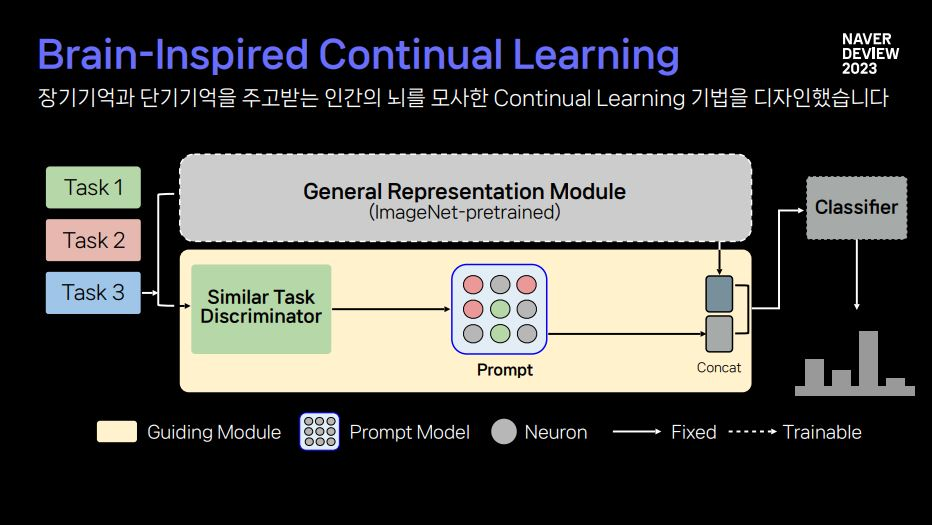 Brain-Inspired Continual Learning
NAVER
DEVIEW
2023
장기기억과 단기기억을 주고받는 인간의 뇌를 모사한 Continual Learning 기법을 디자인했습니다
Task 1
Task 2
Task 3
General Representation Module
(ImageNet-pretrained)
Classifier
Similar Task
Discriminator
Prompt
Concat
Guiding Module
Prompt Model
Neuron
Fixed
Trainable